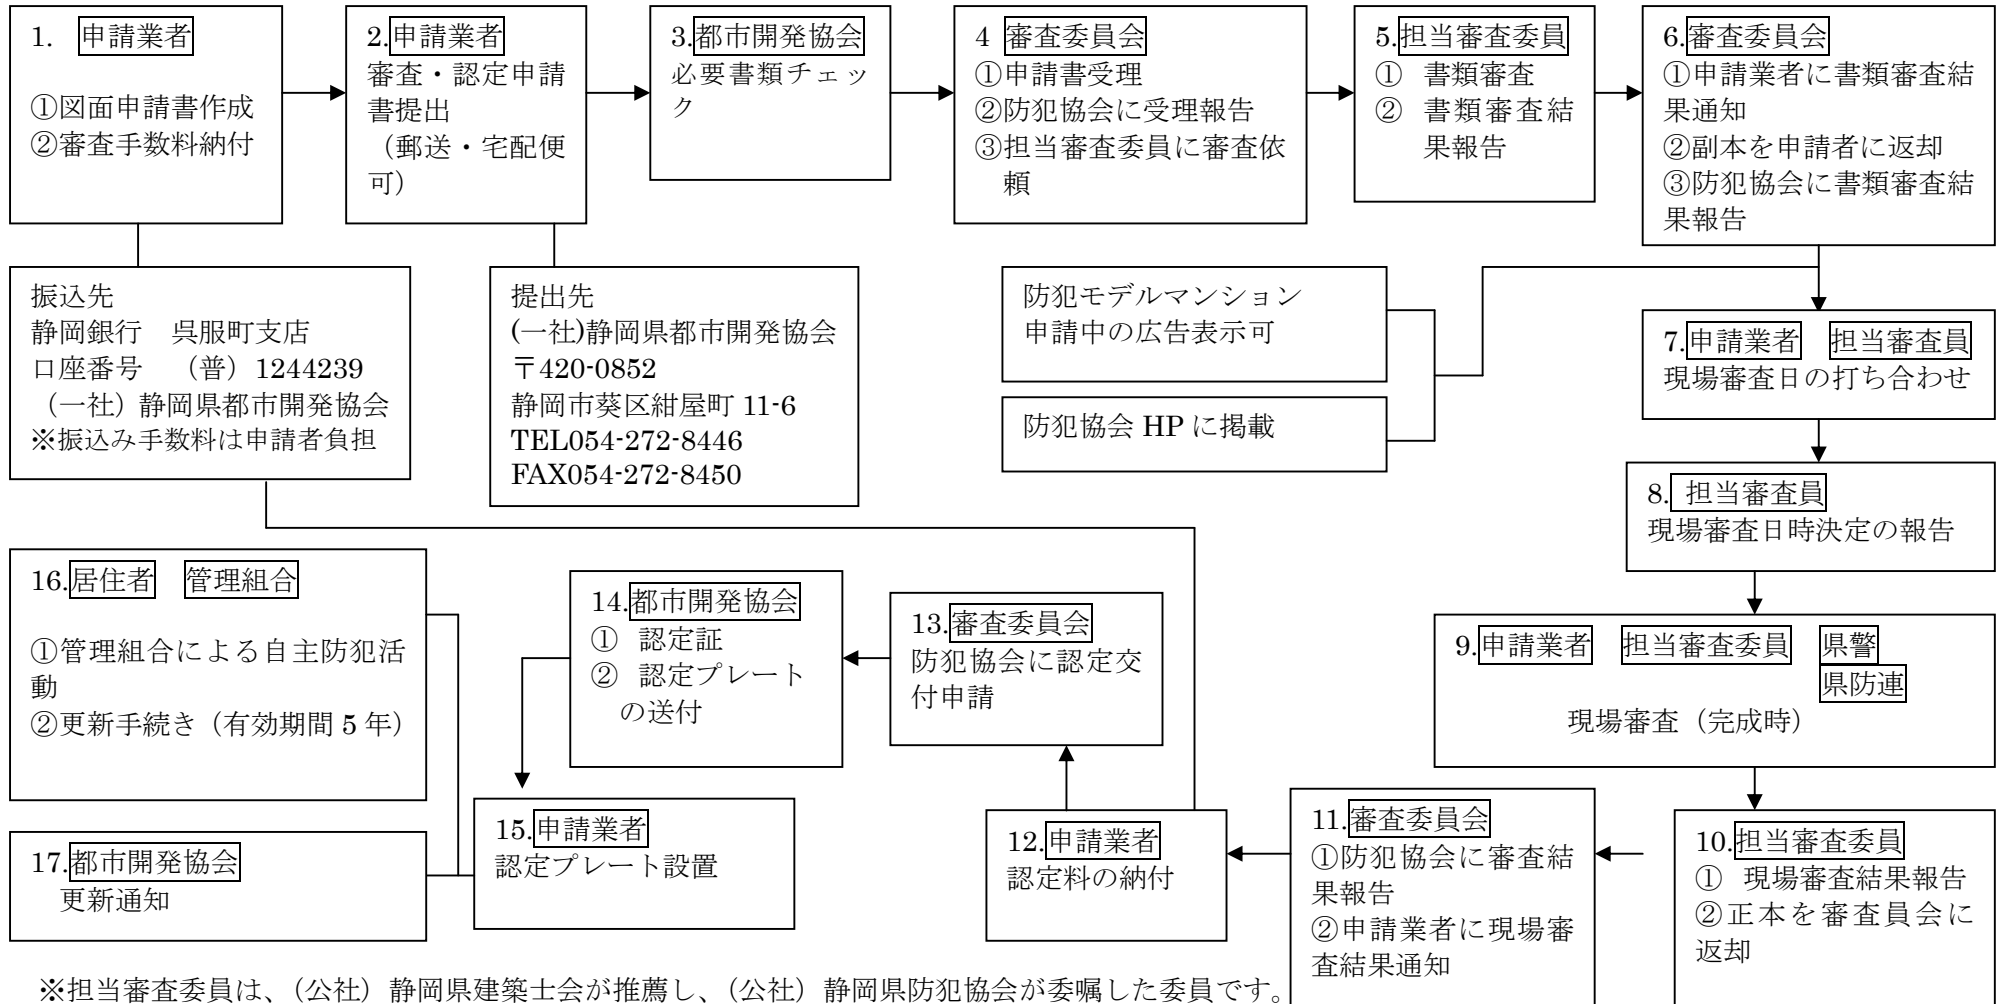 1. 申請業者
①図面申請書作成
②審査手数料納付
2.申請業者
審査・認定申請
書提出
（郵送・宅配便
可）
3.都市開発協会
必要書類チェッ
ク
4 審査委員会
①申請書受理
②防犯協会に受理報告
③担当審査委員に審査依
頼
5.担当審査委員
① 書類審査
② 書類審査結
果報告
6.審査委員会
①申請業者に書類審査結
果通知
②副本を申請者に返却
③防犯協会に書類審査結
果報告
振込先
静岡銀行　呉服町支店
口座番号　（普）1244239
（一社）静岡県都市開発協会
※振込み手数料は申請者負担
提出先
(一社)静岡県都市開発協会
〒420-0852
静岡市葵区紺屋町 11-6
TEL054-272-8446
FAX054-272-8450
防犯モデルマンション
申請中の広告表示可
防犯協会 HP に掲載
7.申請業者　担当審査員
現場審査日の打ち合わせ
8. 担当審査員
現場審査日時決定の報告
9.申請業者　担当審査委員　県警
県防連
現場審査（完成時）
10.担当審査委員
① 現場審査結果報告
②正本を審査員会に
返却
11.審査委員会
①防犯協会に審査結
果報告
②申請業者に現場審
査結果通知
12.申請業者
認定料の納付
13.審査委員会
防犯協会に認定交
付申請
14.都市開発協会
① 認定証
② 認定プレート
の送付
15.申請業者
認定プレート設置
16.居住者　管理組合
①管理組合による自主防犯活
動
②更新手続き（有効期間 5 年）
17.都市開発協会
更新通知
※担当審査委員は、（公社）静岡県建築士会が推薦し、（公社）静岡県防犯協会が委嘱した委員です。